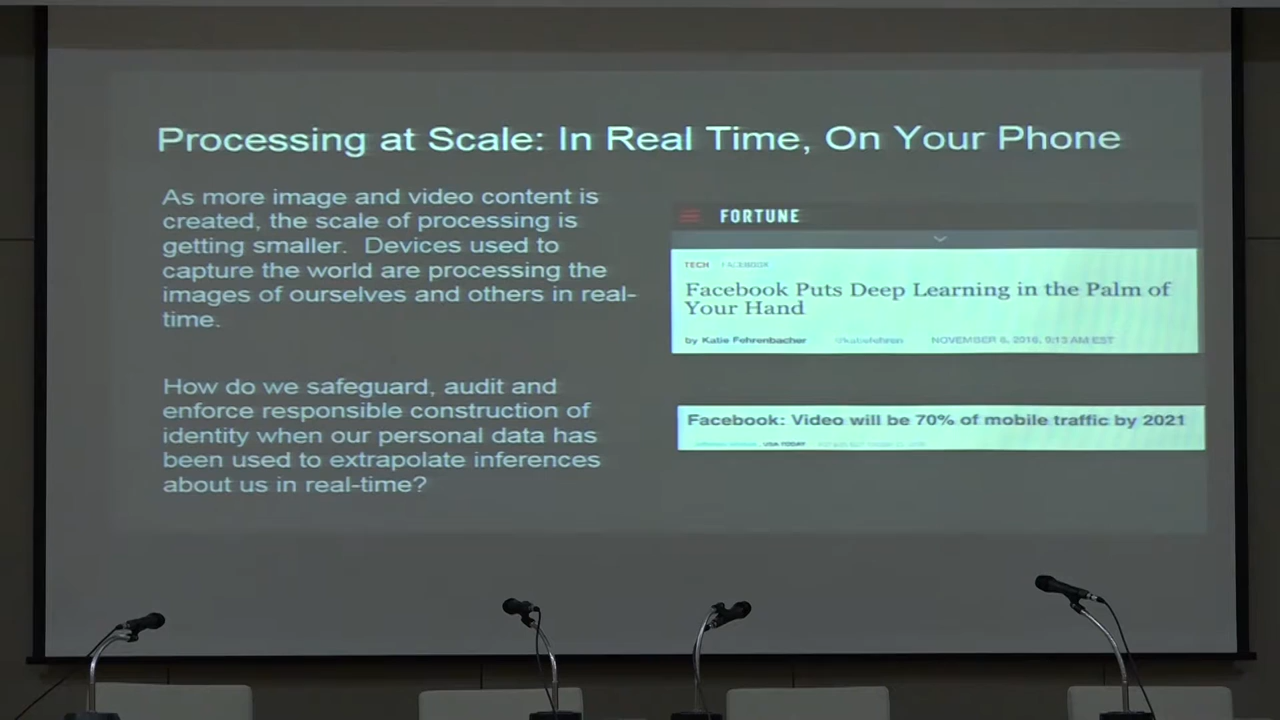 Processing at Scale: In Real Time, On Your Phone
As more image and video content is
created, the scale of processing is
getting smaller. Devices used to
capture the world are processing the
images of ourselves and others in real-
time.
How do we safeguard, audit and
enforce responsible construction of
identity when our personal data has
been used to extrapolate inferences
about us in real-time?
FORTUNE
TECH FACEBOOK
Facebook Puts Deep Learning in the Palm of
Your Hand
by Katie Fehrenbacher @katiefehren NOVEMBER 8, 2016, 9:13 AM EST
Facebook: Video will be 70% of mobile traffic by 2021
USA TODAY